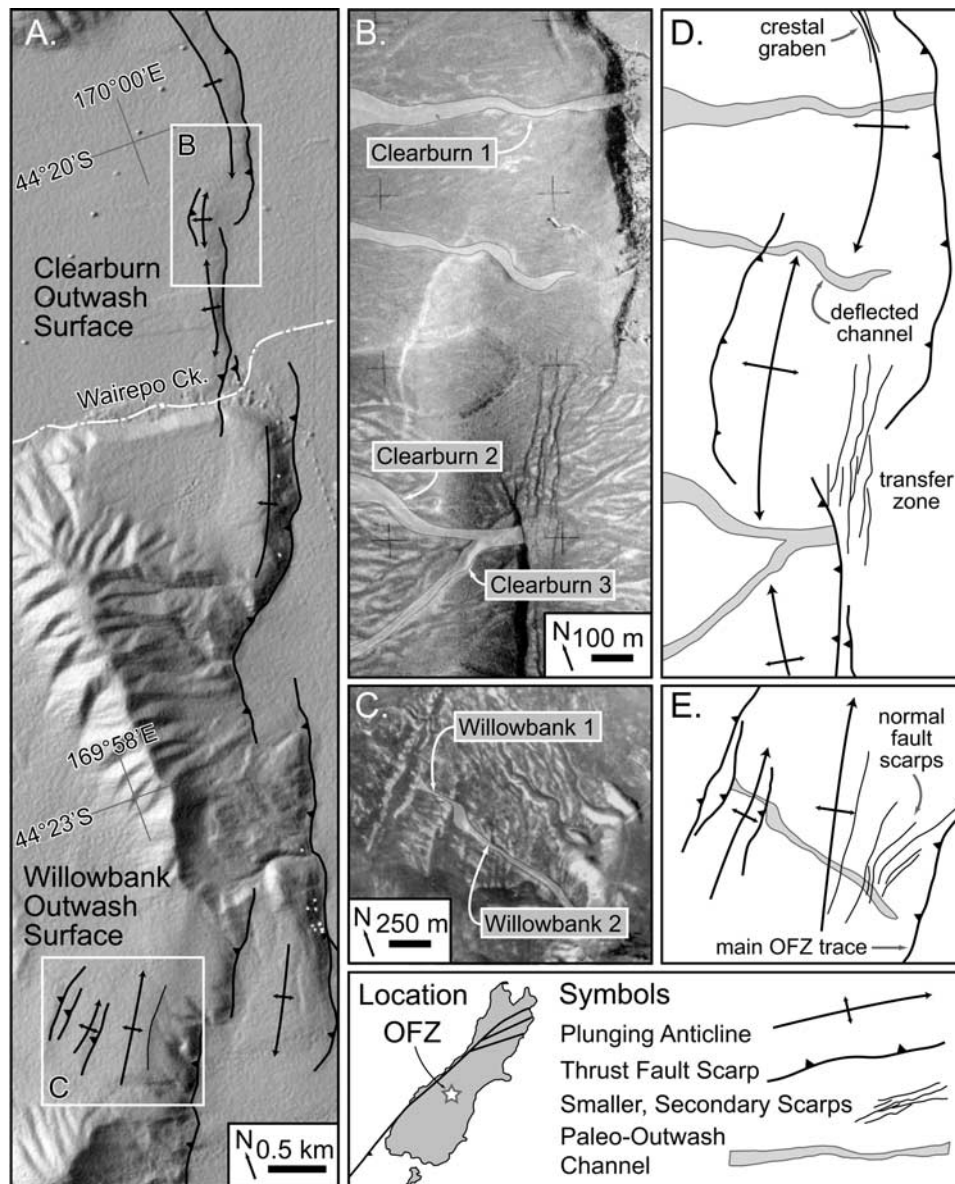 A.
170°00'E
44°20'S
B
Clearburn
Outwash
Surface
Wairepo Ck.
169°58'E
44°23'S
Willowbank
Outwash
Surface
C
N
0.5 km
B.
Clearburn 1
Clearburn 2
Clearburn 3
N
100 m
C.
Willowbank 1
Willowbank 2
N
250 m
D.
crestal
graben
deflected
channel
transfer
zone
E.
normal
fault
scarps
main OFZ trace
Location
OFZ
Symbols
Plunging Anticline
Thrust Fault Scarp
Smaller, Secondary Scarps
Paleo-Outwash
Channel